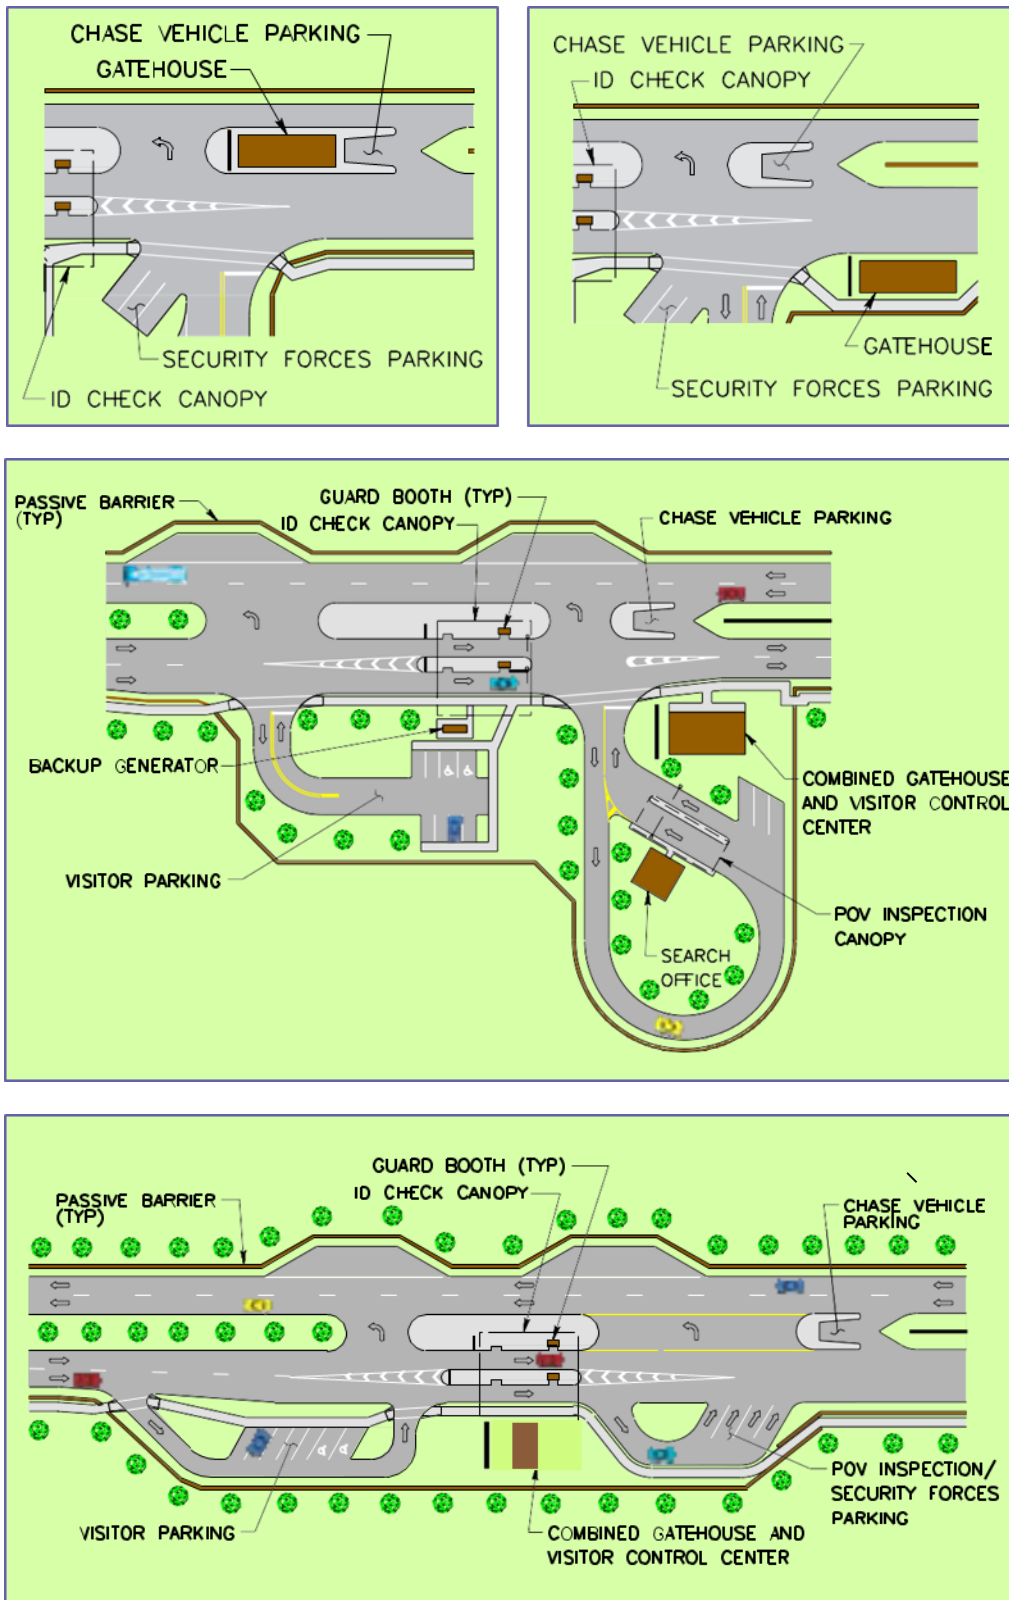 CHASE VEHICLE PARKING
GATEHOUSE
SECURITY FORCES PARKING
ID CHECK CANOPY
CHASE VEHICLE PARKING
ID CHECK CANOPY
GATEHOUSE
SECURITY FORCES PARKING
PASSIVE BARRIER
(TYP)
GUARD BOOTH (TYP)
ID CHECK CANOPY
CHASE VEHICLE PARKING
BACKUP GENERATOR
COMBINED GATEHOUSE
AND VISITOR CONTROL
CENTER
VISITOR PARKING
POV INSPECTION
CANOPY
SEARCH
OFFICE
GUARD BOOTH (TYP)
ID CHECK CANOPY
PASSIVE BARRIER
(TYP)
CHASE VEHICLE
PARKING
POV INSPECTION/
SECURITY FORCES
PARKING
VISITOR PARKING
COMBINED GATEHOUSE AND
VISITOR CONTROL CENTER